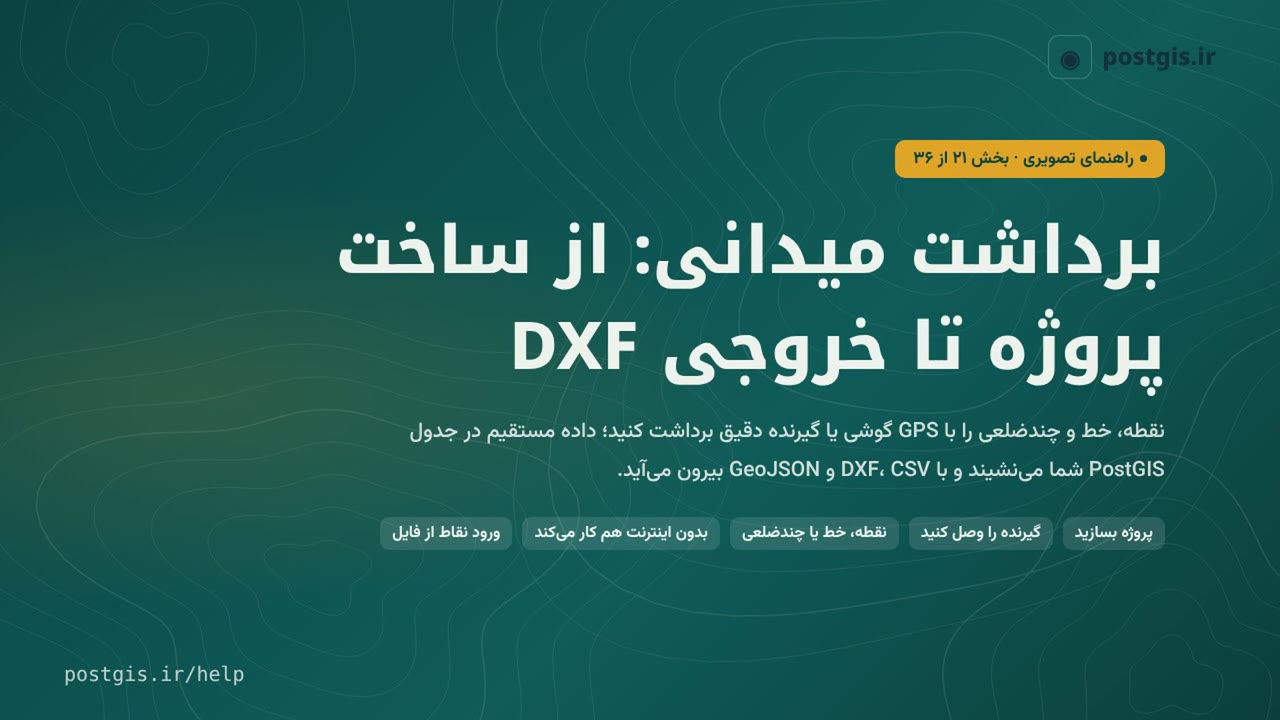 postgis.ir
راهنمای تصویری · بخش ۲۱ از ۳۶
برداشت میدانی: از ساخت
پروژه تا خروجی DXF
نقطه، خط و چندضلعی را با GPS گوشی یا گیرنده دقیق برداشت کنید؛ داده مستقیم در جدول
PostGIS شما می‌نشیند و با DXF، CSV و GeoJSON بیرون می‌آید.
پروژه بسازید
گیرنده را وصل کنید
نقطه، خط یا چندضلعی
بدون اینترنت هم کار می‌کند
ورود نقاط از فایل
postgis.ir/help